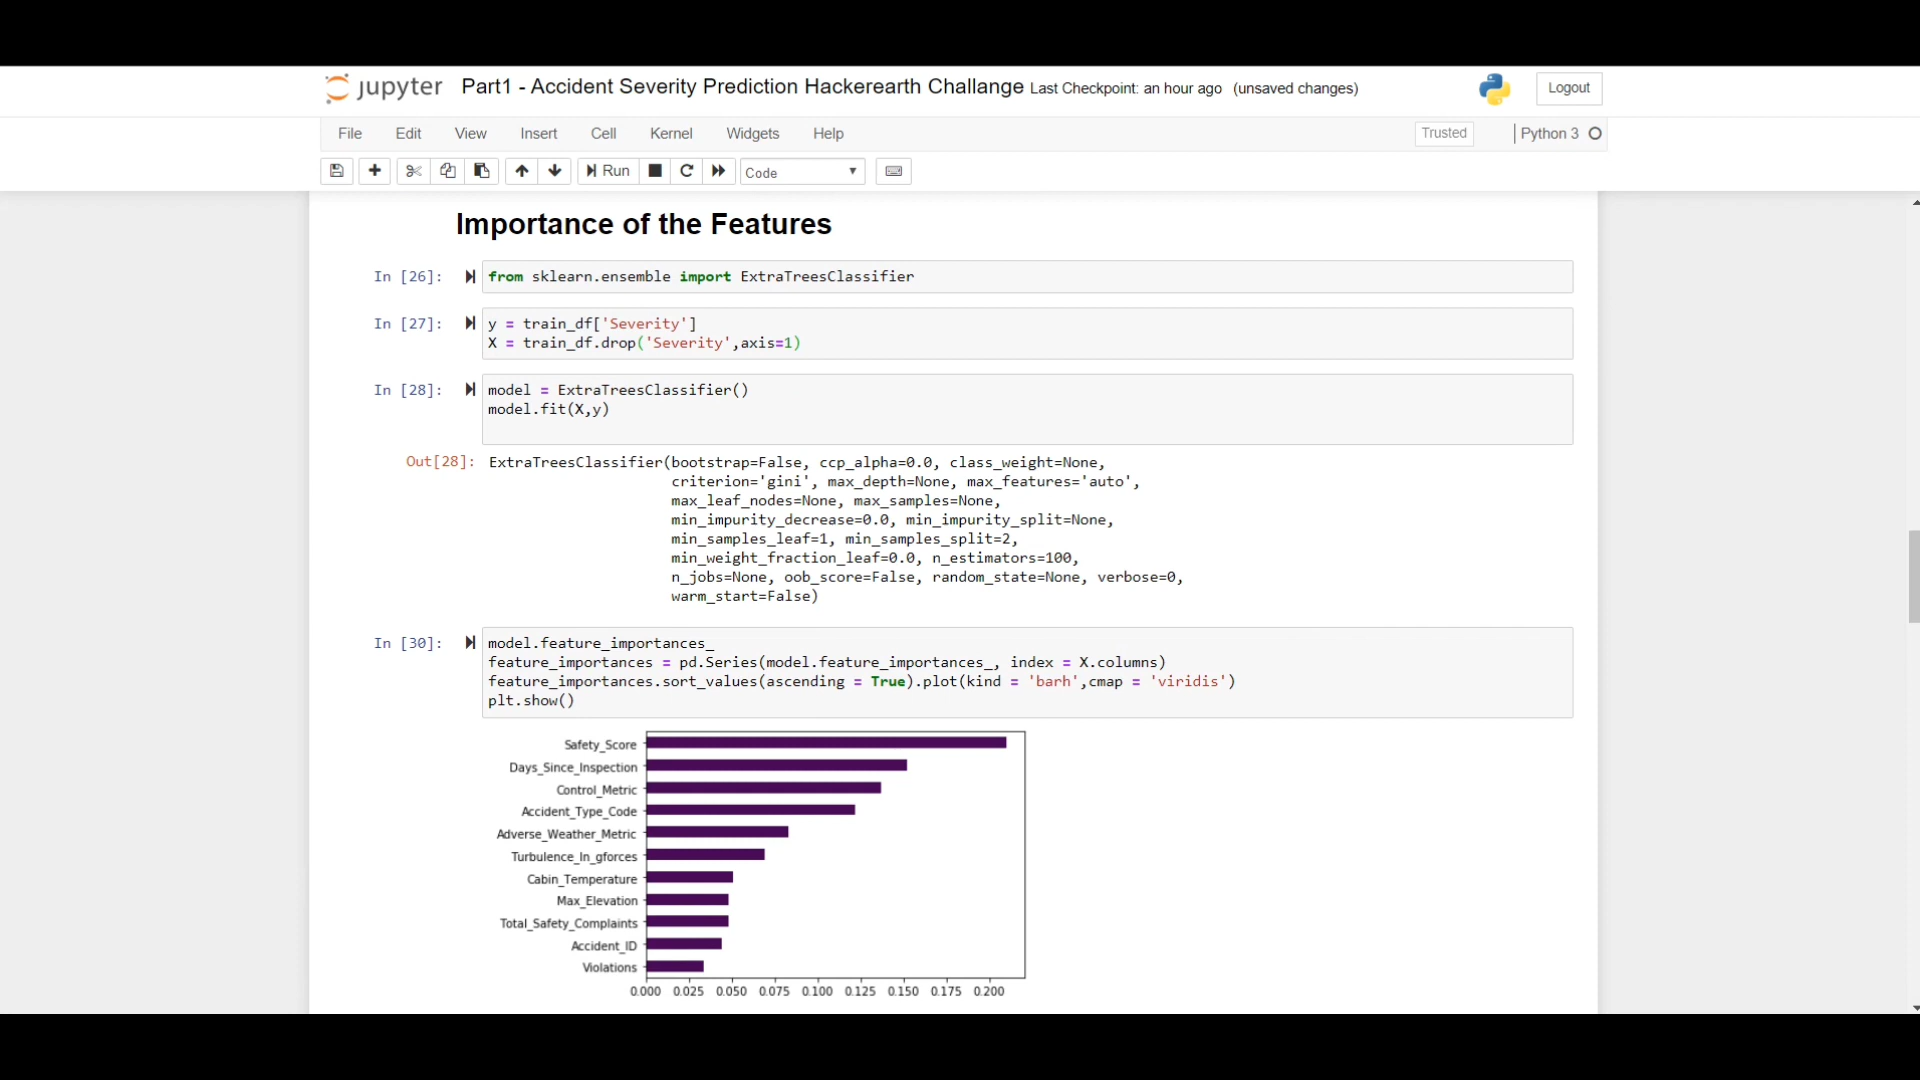 jupyter Part1 - Accident Severity Prediction Hackerearth Challange Last Checkpoint: an hour ago (unsaved changes) Logout
File Edit View Insert Cell Kernel Widgets Help Trusted Python 3
Run Code
Importance of the Features
In [26]: from sklearn.ensemble import ExtraTreesClassifier
In [27]: y = train_df['Severity']
X = train_df.drop('Severity',axis=1)
In [28]: model = ExtraTreesClassifier()
model.fit(X,y)
Out[28]: ExtraTreesClassifier(bootstrap=False, ccp_alpha=0.0, class_weight=None,
criterion='gini', max_depth=None, max_features='auto',
max_leaf_nodes=None, max_samples=None,
min_impurity_decrease=0.0, min_impurity_split=None,
min_samples_leaf=1, min_samples_split=2,
min_weight_fraction_leaf=0.0, n_estimators=100,
n_jobs=None, oob_score=False, random_state=None, verbose=0,
warm_start=False)
In [30]: model.feature_importances_
feature_importances = pd.Series(model.feature_importances_, index = X.columns)
feature_importances.sort_values(ascending = True).plot(kind = 'barh',cmap = 'viridis')
plt.show()
Safety_Score
Days_Since_Inspection
Control_Metric
Accident_Type_Code
Adverse_Weather_Metric
Turbulence_In_gforces
Cabin_Temperature
Max_Elevation
Total_Safety_Complaints
Accident_ID
Violations
0.000 0.025 0.050 0.075 0.100 0.125 0.150 0.175 0.200